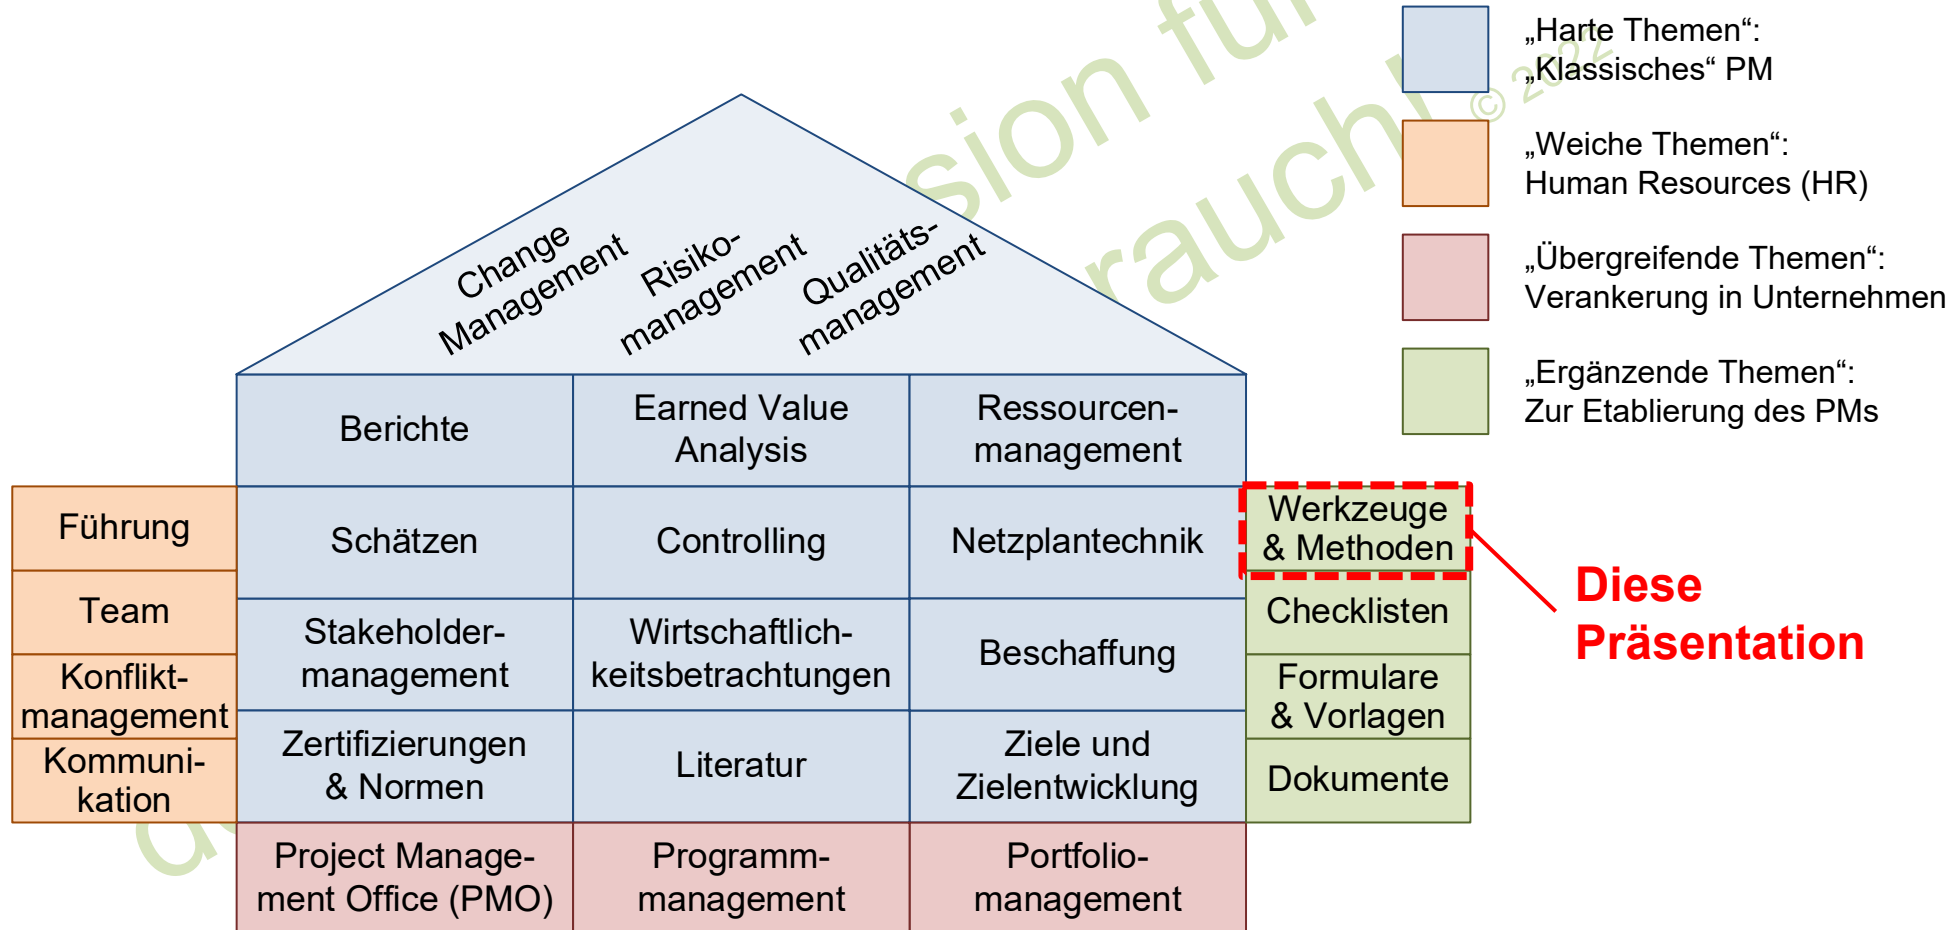 „Harte Themen“:
„Klassisches“ PM
© 2022
„Weiche Themen“:
Human Resources (HR)
„Übergreifende Themen“:
Verankerung in Unternehmen
„Ergänzende Themen“:
Zur Etablierung des PMs
Change
Management
Risiko-
management
Qualitäts-
management
Berichte
Earned Value
Analysis
Ressourcen-
management
Führung
Schätzen
Controlling
Netzplantechnik
Werkzeuge
& Methoden
Diese
Präsentation
Team
Stakeholder-
management
Wirtschaftlich-
keitsbetrachtungen
Beschaffung
Checklisten
Konflikt-
management
Formulare
& Vorlagen
Kommuni-
kation
Zertifizierungen
& Normen
Literatur
Ziele und
Zielentwicklung
Dokumente
Project Manage-
ment Office (PMO)
Programm-
management
Portfolio-
management